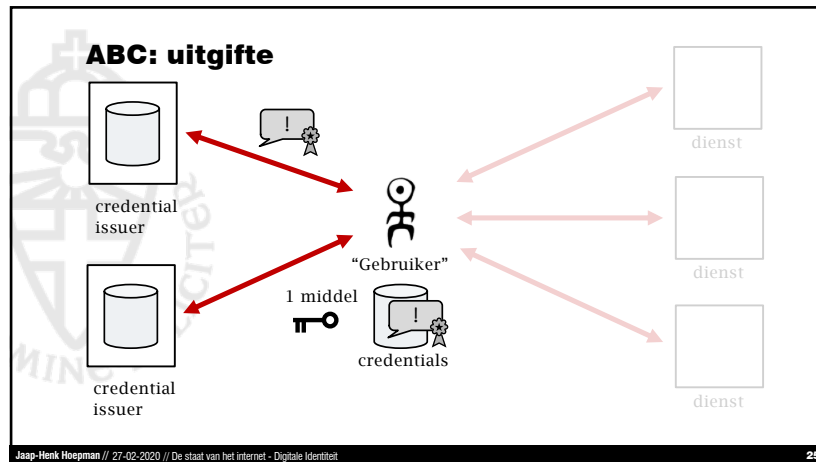 ABC: uitgifte
!
dienst
credential
issuer
"Gebruiker"
dienst
1 middel
!
credentials
credential
issuer
dienst
Jaap-Henk Hoepman // 27-02-2020 // De staat van het internet - Digitale Identiteit
25